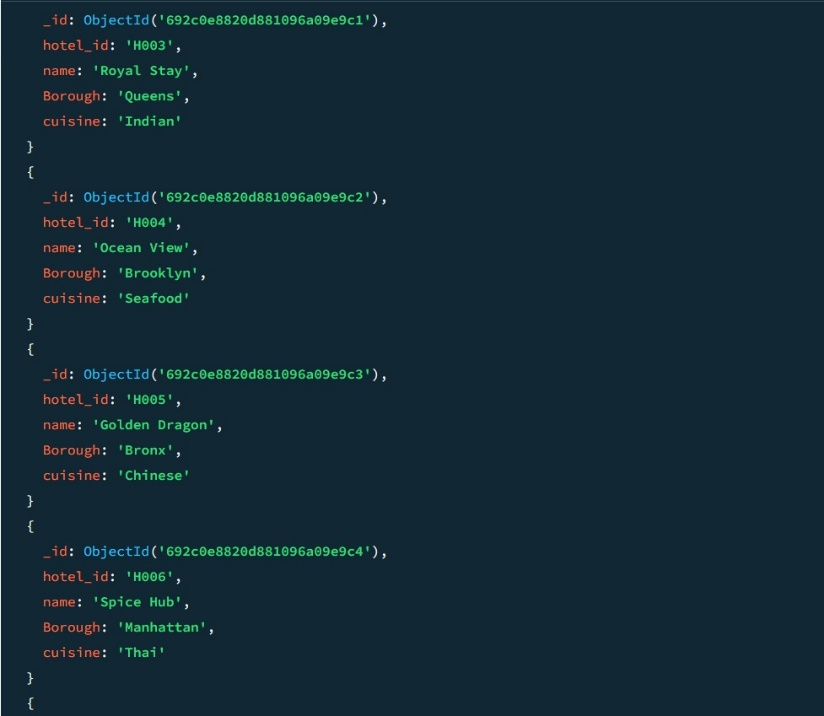 _id: ObjectId('692c0e8820d881096a09e9c1'),
hotel_id: 'H003',
name: 'Royal Stay',
Borough: 'Queens',
cuisine: 'Indian'
}
{
_id: ObjectId('692c0e8820d881096a09e9c2'),
hotel_id: 'H004',
name: 'Ocean View',
Borough: 'Brooklyn',
cuisine: 'Seafood'
}
{
_id: ObjectId('692c0e8820d881096a09e9c3'),
hotel_id: 'H005',
name: 'Golden Dragon',
Borough: 'Bronx',
cuisine: 'Chinese'
}
{
_id: ObjectId('692c0e8820d881096a09e9c4'),
hotel_id: 'H006',
name: 'Spice Hub',
Borough: 'Manhattan',
cuisine: 'Thai'
}
{